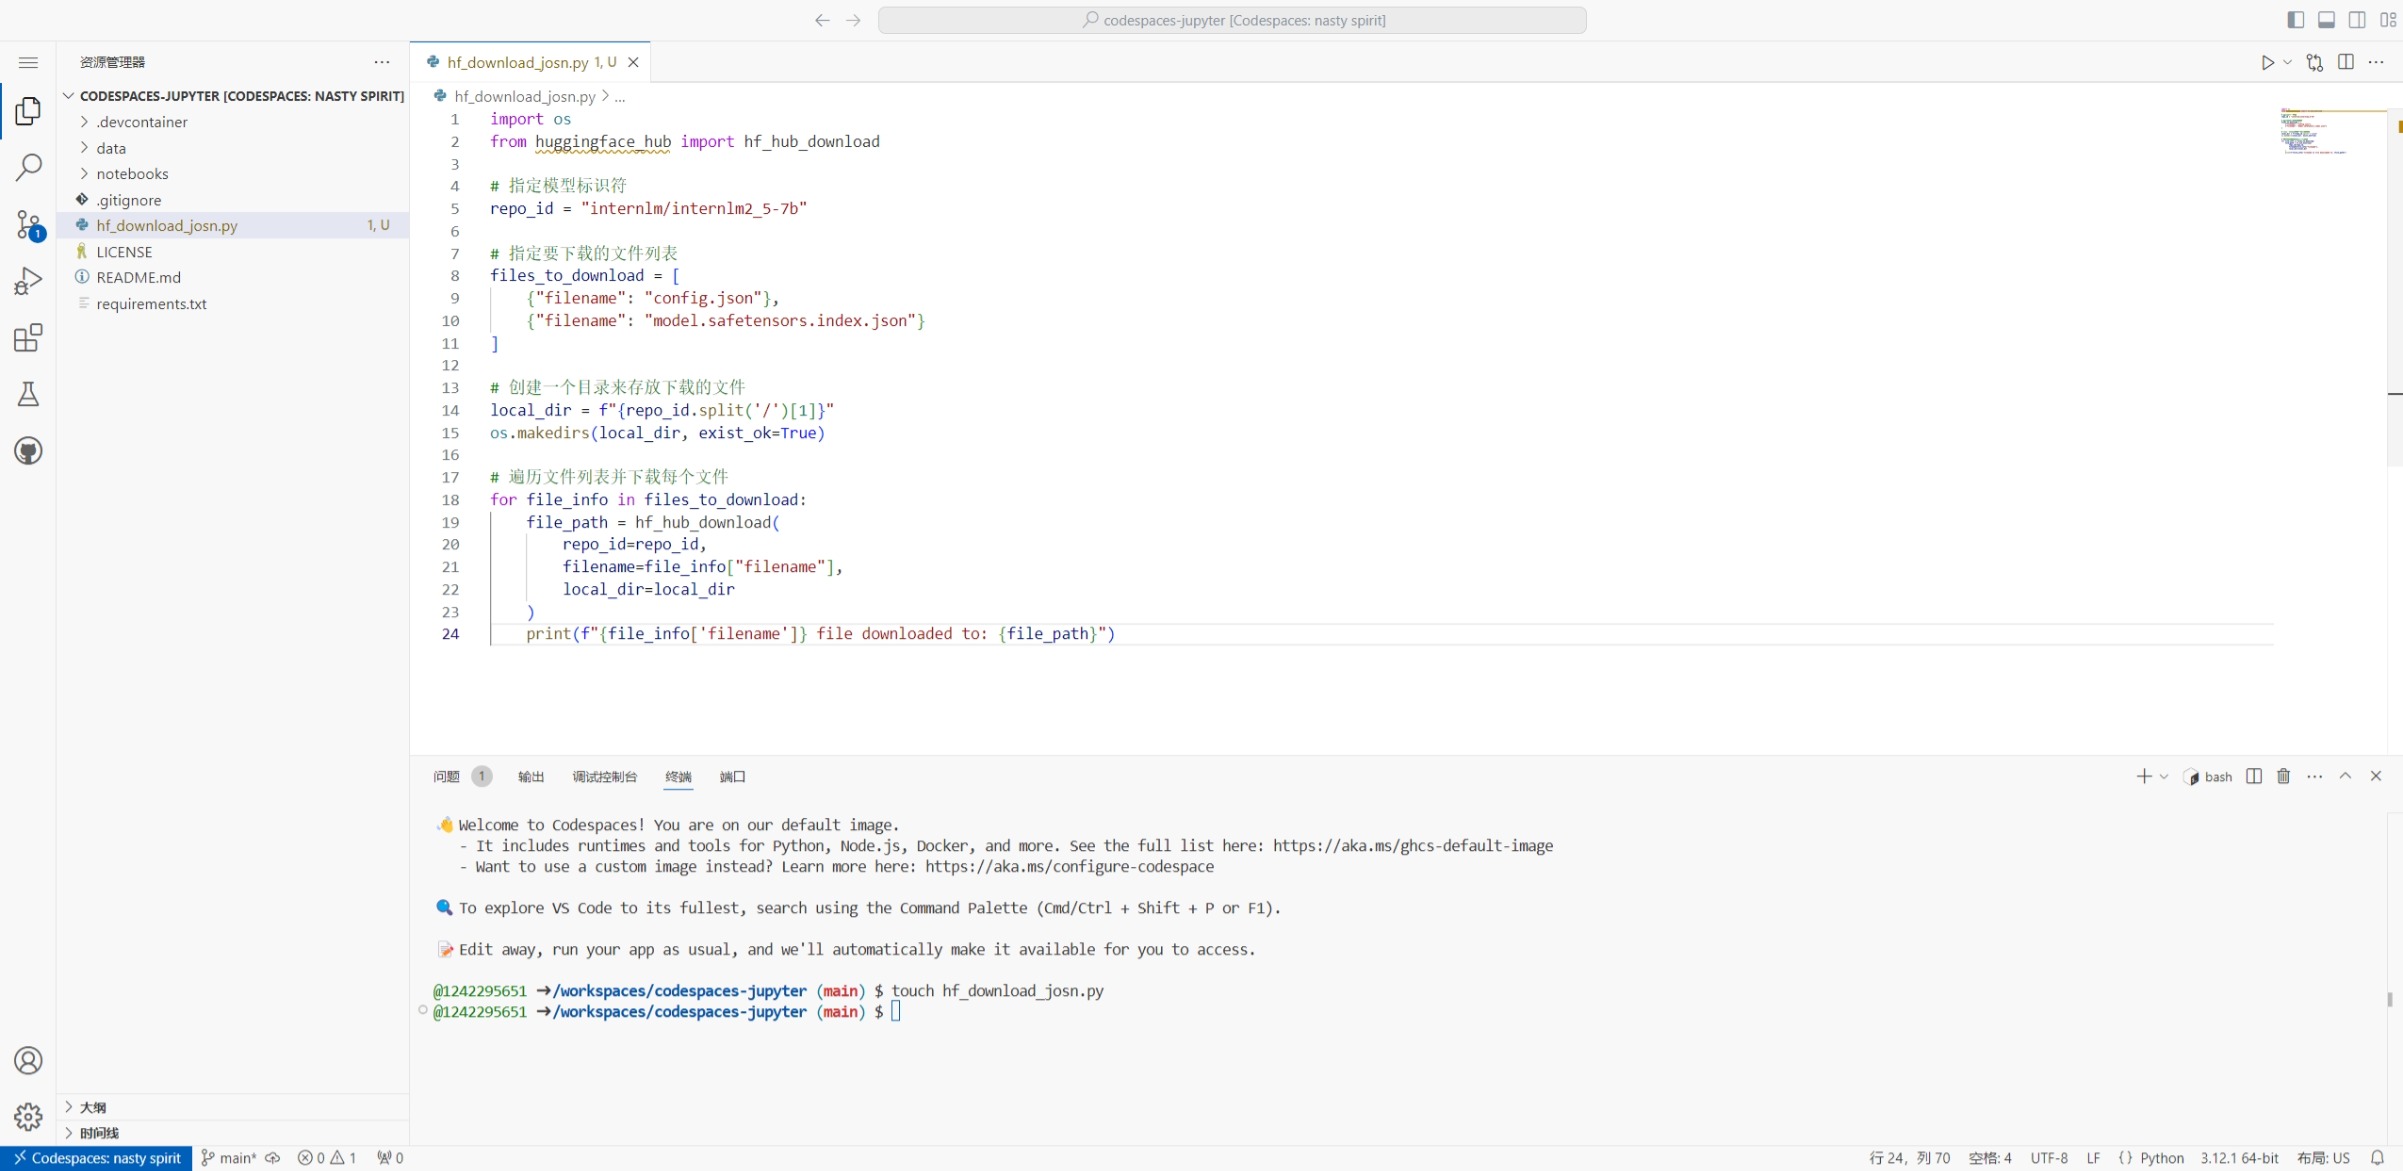 codespaces-jupyter [Codespaces: nasty spirit]
资源管理器
CODESPACES-JUPYTER [CODESPACES: NASTY SPIRIT]
.devcontainer
data
notebooks
.gitignore
hf_download_josn.py 1, U
LICENSE
README.md
requirements.txt
大纲
时间线
1
hf_download_josn.py 1, U
hf_download_josn.py > ...
1 import os
2 from huggingface_hub import hf_hub_download
3
4 # 指定模型标识符
5 repo_id = "internlm/internlm2_5-7b"
6
7 # 指定要下载的文件列表
8 files_to_download = [
9     {"filename": "config.json"},
10     {"filename": "model.safetensors.index.json"}
11 ]
12
13 # 创建一个目录来存放下载的文件
14 local_dir = f"{repo_id.split('/')[1]}"
15 os.makedirs(local_dir, exist_ok=True)
16
17 # 遍历文件列表并下载每个文件
18 for file_info in files_to_download:
19     file_path = hf_hub_download(
20         repo_id=repo_id,
21         filename=file_info["filename"],
22         local_dir=local_dir
23     )
24     print(f"{file_info['filename']} file downloaded to: {file_path}")
问题 1 输出 调试控制台 终端 端口
bash
👋 Welcome to Codespaces! You are on our default image.
- It includes runtimes and tools for Python, Node.js, Docker, and more. See the full list here: https://aka.ms/ghcs-default-image
- Want to use a custom image instead? Learn more here: https://aka.ms/configure-codespace
🔍 To explore VS Code to its fullest, search using the Command Palette (Cmd/Ctrl + Shift + P or F1).
📝 Edit away, run your app as usual, and we'll automatically make it available for you to access.
@1242295651 ➜/workspaces/codespaces-jupyter (main) $ touch hf_download_josn.py
@1242295651 ➜/workspaces/codespaces-jupyter (main) $
Codespaces: nasty spirit main* 0 1 0 行 24，列 70 空格: 4 UTF-8 LF {} Python 3.12.1 64-bit 布局: US